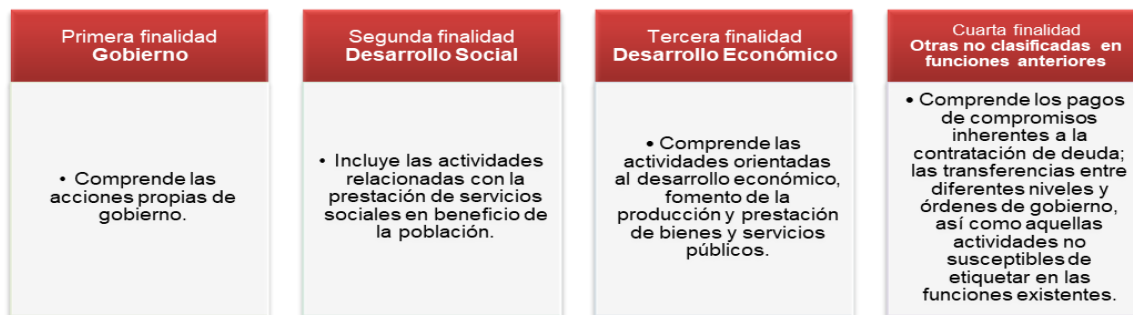 Primera finalidad
Gobierno
• Comprende las
acciones propias de
gobierno.
Segunda finalidad
Desarrollo Social
• Incluye las actividades
relacionadas con la
prestación de servicios
sociales en beneficio de
la población.
Tercera finalidad
Desarrollo Económico
• Comprende las
actividades orientadas
al desarrollo económico,
fomento de la
producción y prestación
de bienes y servicios
públicos.
Cuarta finalidad
Otras no clasificadas en
funciones anteriores
• Comprende los pagos
de compromisos
inherentes a la
contratación de deuda;
las transferencias entre
diferentes niveles y
órdenes de gobierno,
así como aquellas
actividades no
susceptibles de
etiquetar en las
funciones existentes.